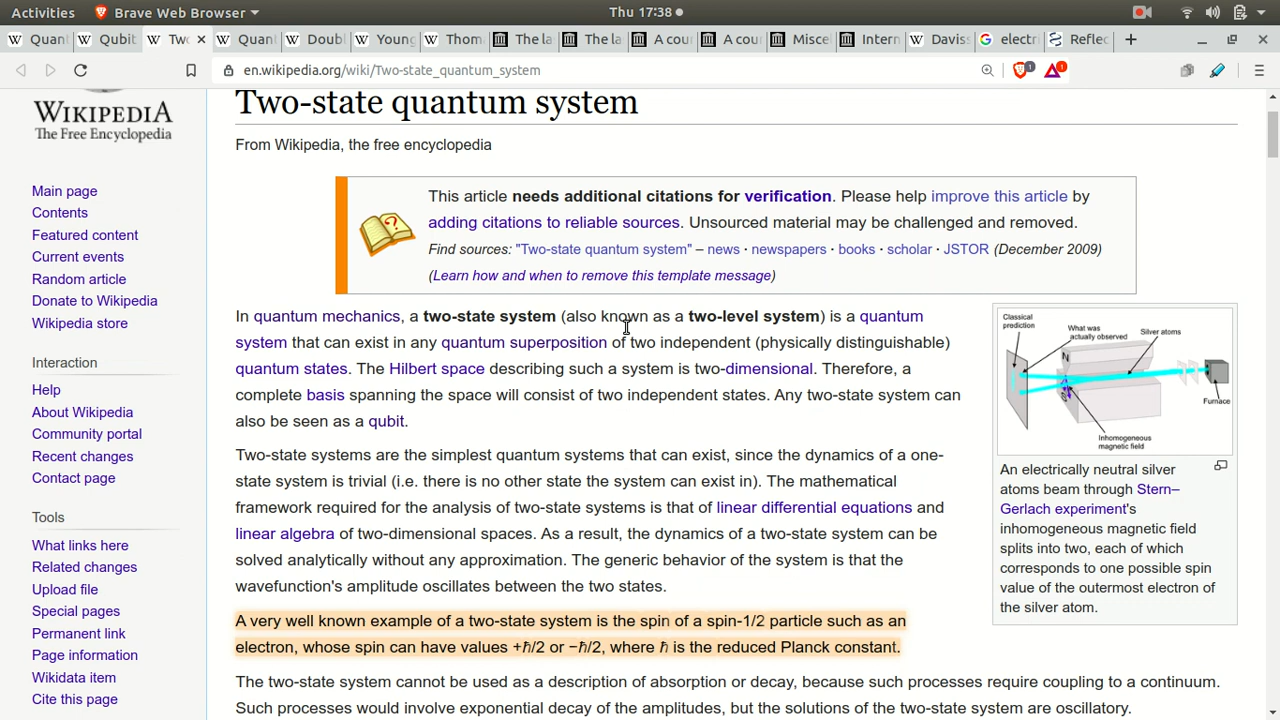 Activities Brave Web Browser Thu 17:38
Quant Qubit Two Quant Doubl Young Thom The la The la A cour A cour Miscel Intern Daviss electri Reflec
en.wikipedia.org/wiki/Two-state_quantum_system 1 1
WIKIPEDIA
The Free Encyclopedia
Main page
Contents
Featured content
Current events
Random article
Donate to Wikipedia
Wikipedia store
Interaction
Help
About Wikipedia
Community portal
Recent changes
Contact page
Tools
What links here
Related changes
Upload file
Special pages
Permanent link
Page information
Wikidata item
Cite this page
Two-state quantum system
From Wikipedia, the free encyclopedia
This article needs additional citations for verification. Please help improve this article by
adding citations to reliable sources. Unsourced material may be challenged and removed.
Find sources: "Two-state quantum system" – news · newspapers · books · scholar · JSTOR (December 2009)
(Learn how and when to remove this template message)
In quantum mechanics, a two-state system (also known as a two-level system) is a quantum
system that can exist in any quantum superposition of two independent (physically distinguishable)
quantum states. The Hilbert space describing such a system is two-dimensional. Therefore, a
complete basis spanning the space will consist of two independent states. Any two-state system can
also be seen as a qubit.
Two-state systems are the simplest quantum systems that can exist, since the dynamics of a one-
state system is trivial (i.e. there is no other state the system can exist in). The mathematical
framework required for the analysis of two-state systems is that of linear differential equations and
linear algebra of two-dimensional spaces. As a result, the dynamics of a two-state system can be
solved analytically without any approximation. The generic behavior of the system is that the
wavefunction's amplitude oscillates between the two states.
A very well known example of a two-state system is the spin of a spin-1/2 particle such as an
electron, whose spin can have values +ħ/2 or −ħ/2, where ħ is the reduced Planck constant.
The two-state system cannot be used as a description of absorption or decay, because such processes require coupling to a continuum.
Such processes would involve exponential decay of the amplitudes, but the solutions of the two-state system are oscillatory.
Classical
prediction
What was
actually observed
Silver atoms
N
S
Furnace
Inhomogeneous
magnetic field
An electrically neutral silver
atoms beam through Stern–
Gerlach experiment's
inhomogeneous magnetic field
splits into two, each of which
corresponds to one possible spin
value of the outermost electron of
the silver atom.